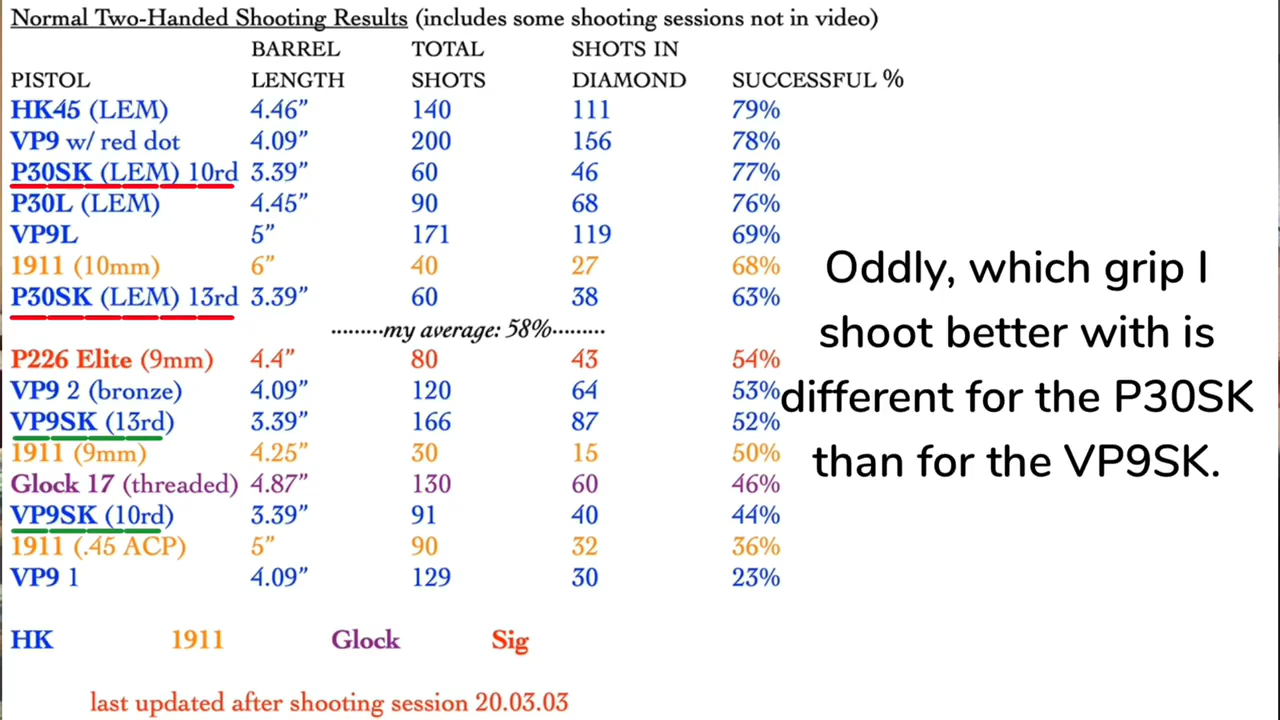 Normal Two-Handed Shooting Results (includes some shooting sessions not in video)
BARREL TOTAL SHOTS IN
PISTOL LENGTH SHOTS DIAMOND SUCCESSFUL %
HK45 (LEM) 4.46” 140 111 79%
VP9 w/ red dot 4.09” 200 156 78%
P30SK (LEM) 10rd 3.39” 60 46 77%
P30L (LEM) 4.45” 90 68 76%
VP9L 5” 171 119 69%
1911 (10mm) 6” 40 27 68%
P30SK (LEM) 13rd 3.39” 60 38 63%
.........my average: 58%.........
P226 Elite (9mm) 4.4” 80 43 54%
VP9 2 (bronze) 4.09” 120 64 53%
VP9SK (13rd) 3.39” 166 87 52%
1911 (9mm) 4.25” 30 15 50%
Glock 17 (threaded) 4.87” 130 60 46%
VP9SK (10rd) 3.39” 91 40 44%
1911 (.45 ACP) 5” 90 32 36%
VP9 1 4.09” 129 30 23%
HK 1911 Glock Sig
last updated after shooting session 20.03.03
Oddly, which grip I
shoot better with is
different for the P30SK
than for the VP9SK.